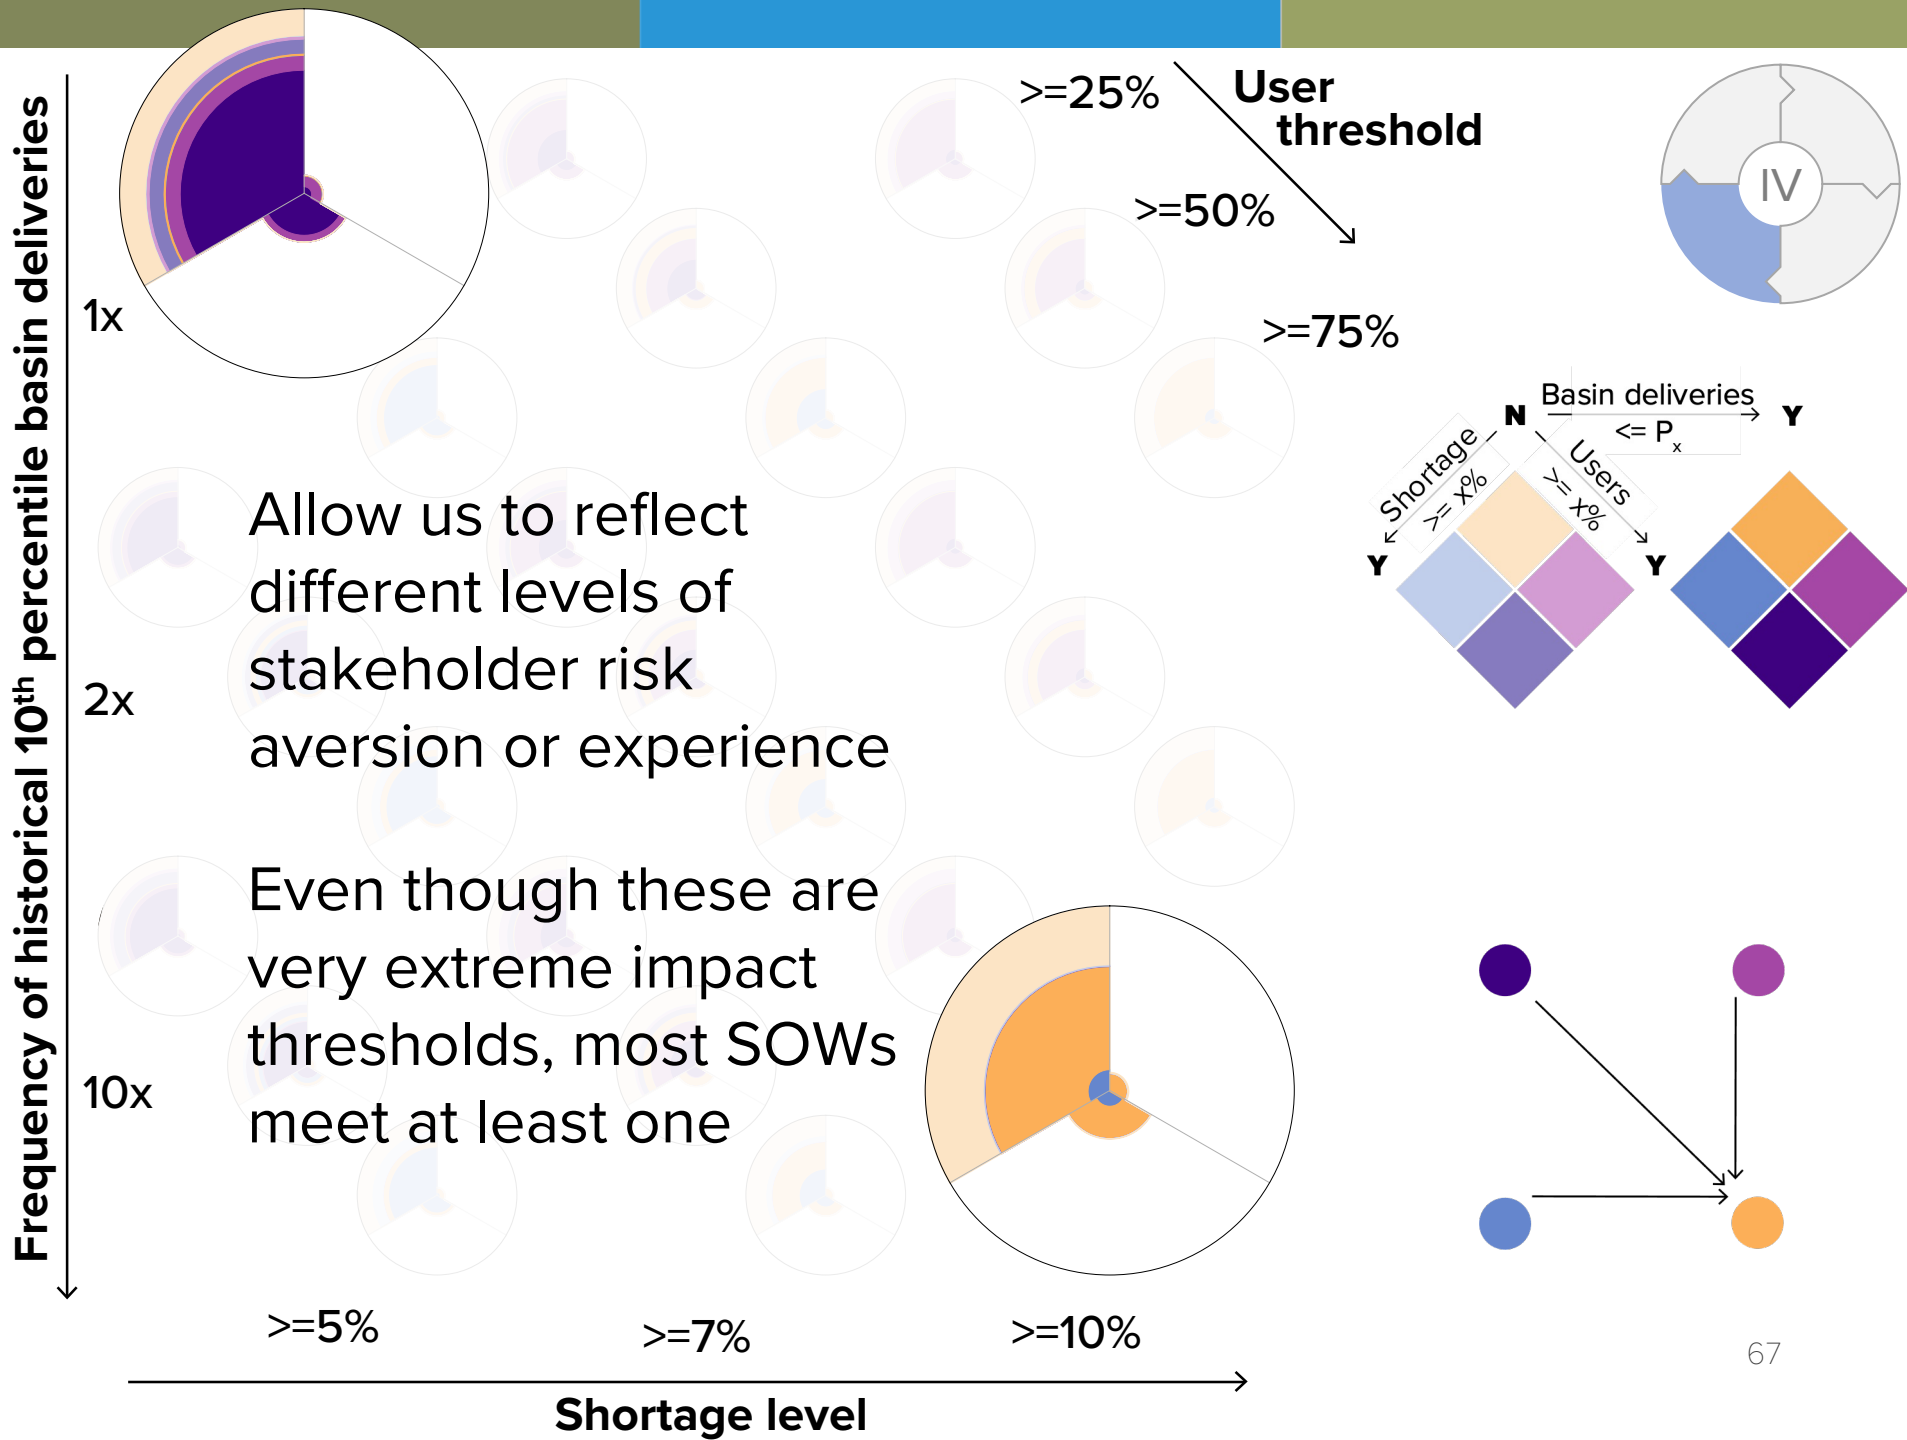 Frequency of historical 10th percentile basin deliveries
1x
2x
10x
>=25%
>=50%
>=75%
User
threshold
IV
Basin deliveries
<= Px
N
Y
Shortage
>= x%
Users
>= x%
Y
Y
Allow us to reflect
different levels of
stakeholder risk
aversion or experience
Even though these are
very extreme impact
thresholds, most SOWs
meet at least one
>=5%
>=7%
>=10%
Shortage level
67